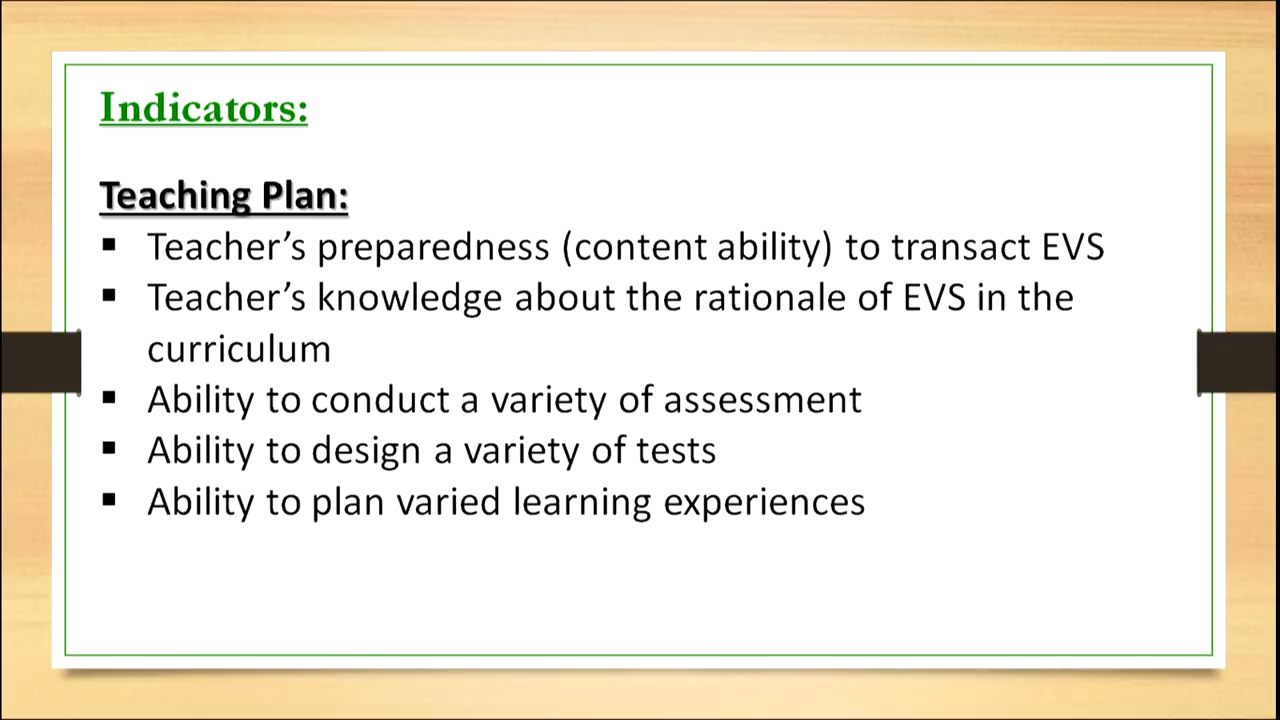 Indicators:
Teaching Plan:
▪ Teacher’s preparedness (content ability) to transact EVS
▪ Teacher’s knowledge about the rationale of EVS in the
curriculum
▪ Ability to conduct a variety of assessment
▪ Ability to design a variety of tests
▪ Ability to plan varied learning experiences